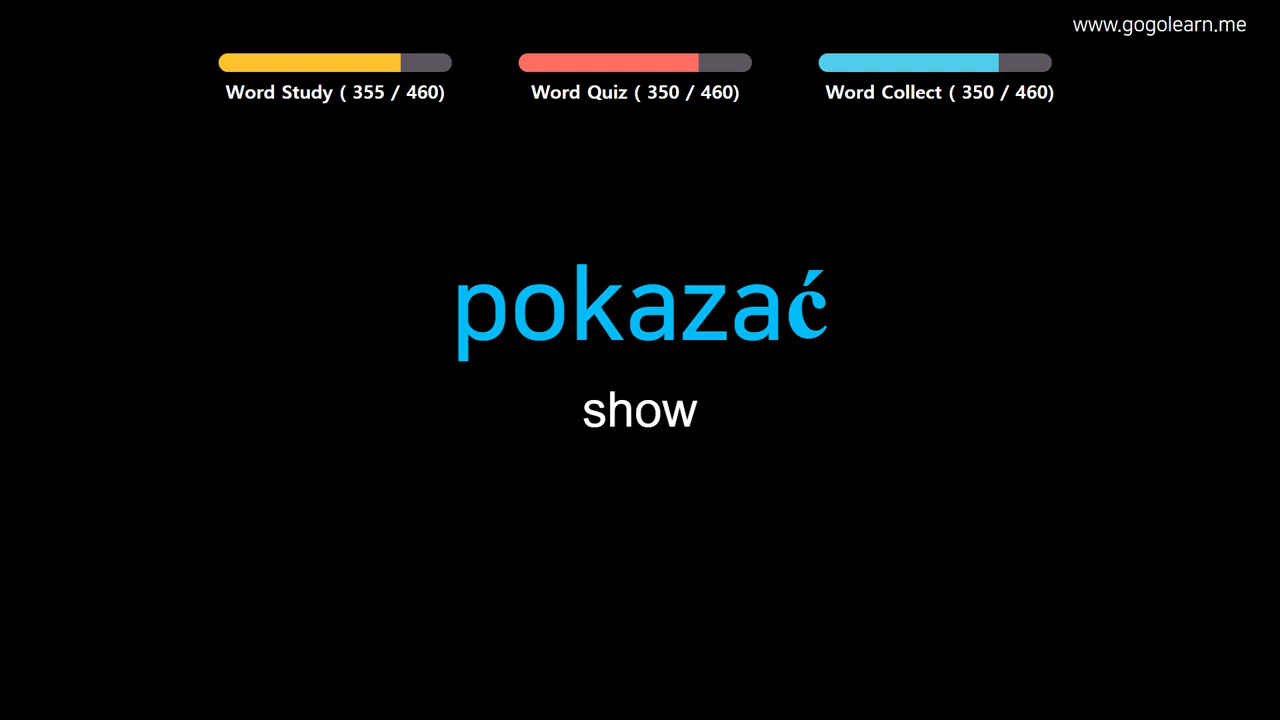 www.gogolearn.me
Word Study ( 355 / 460)
Word Quiz ( 350 / 460)
Word Collect ( 350 / 460)
pokazać
show